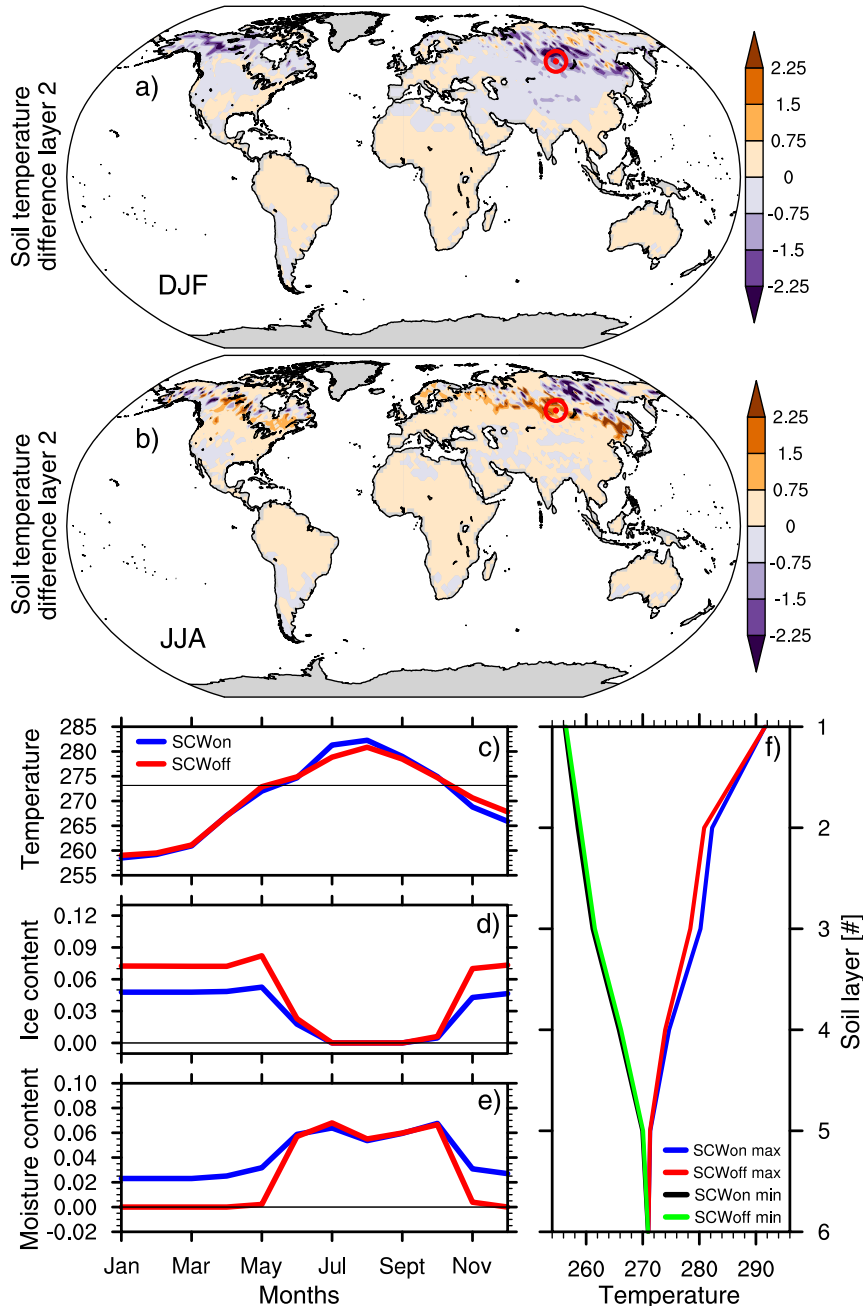 Soil temperature
difference layer 2
a)
DJF
2.25
1.5
0.75
0
-0.75
-1.5
-2.25
Soil temperature
difference layer 2
b)
JJA
2.25
1.5
0.75
0
-0.75
-1.5
-2.25
Temperature
285
280
275
270
265
260
255
SCWon
SCWoff
c)
Ice content
0.12
0.09
0.06
0.03
0.00
d)
Moisture content
0.10
0.08
0.06
0.04
0.02
0.00
-0.02
e)
Jan Mar May Jul Sept Nov
Months
f)
1
2
3
4
5
6
Soil layer [#]
SCWon max
SCWoff max
SCWon min
SCWoff min
260 270 280 290
Temperature